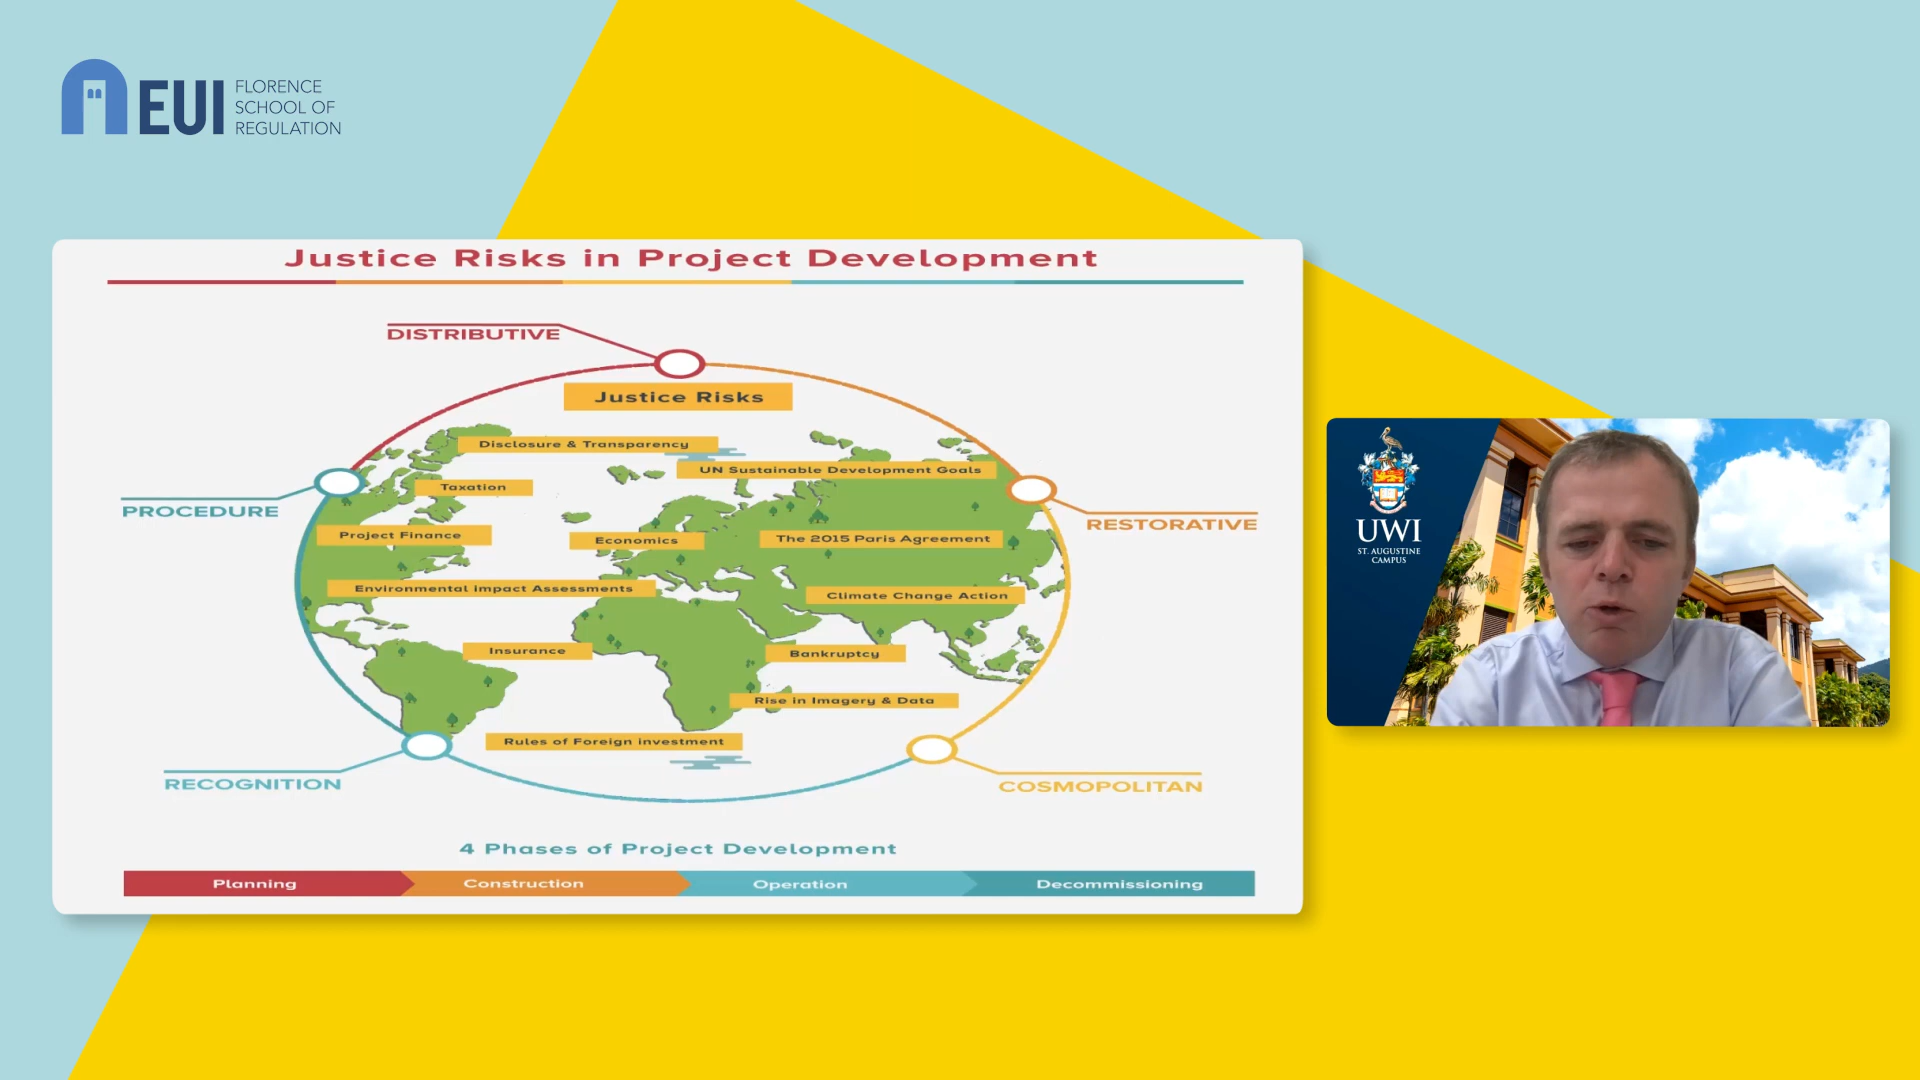 EUI
FLORENCE
SCHOOL OF
REGULATION
Justice Risks in Project Development
DISTRIBUTIVE
Justice Risks
Disclosure & Transparency
UN Sustainable Development Goals
Taxation
PROCEDURE
RESTORATIVE
Project Finance
Economics
The 2015 Paris Agreement
Environmental impact Assessments
Climate Change Action
Insurance
Bankruptcy
Rise in Imagery & Data
Rules of Foreign investment
RECOGNITION
COSMOPOLITAN
4 Phases of Project Development
Planning
Construction
Operation
Decommissioning
UWI
ST. AUGUSTINE
CAMPUS